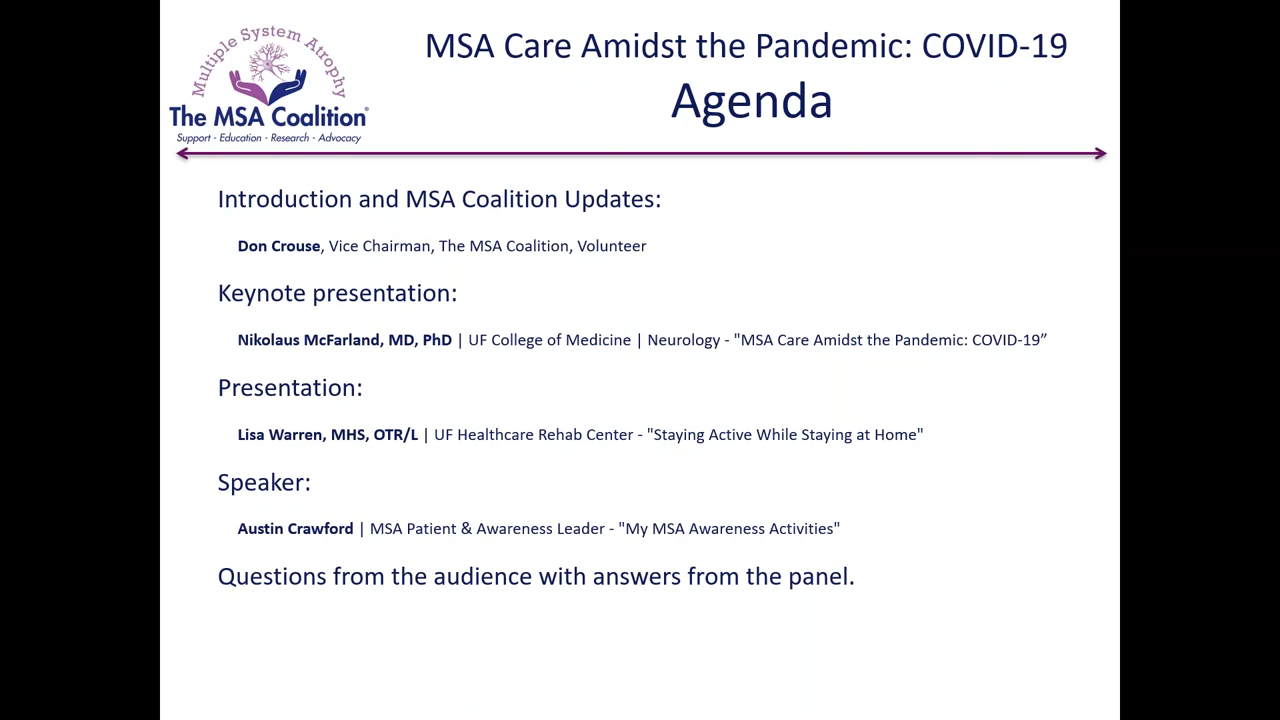 Multiple System Atrophy
The MSA Coalition®
Support - Education - Research - Advocacy
MSA Care Amidst the Pandemic: COVID-19
Agenda
Introduction and MSA Coalition Updates:
Don Crouse, Vice Chairman, The MSA Coalition, Volunteer
Keynote presentation:
Nikolaus McFarland, MD, PhD | UF College of Medicine | Neurology - "MSA Care Amidst the Pandemic: COVID-19”
Presentation:
Lisa Warren, MHS, OTR/L | UF Healthcare Rehab Center - "Staying Active While Staying at Home"
Speaker:
Austin Crawford | MSA Patient & Awareness Leader - "My MSA Awareness Activities"
Questions from the audience with answers from the panel.